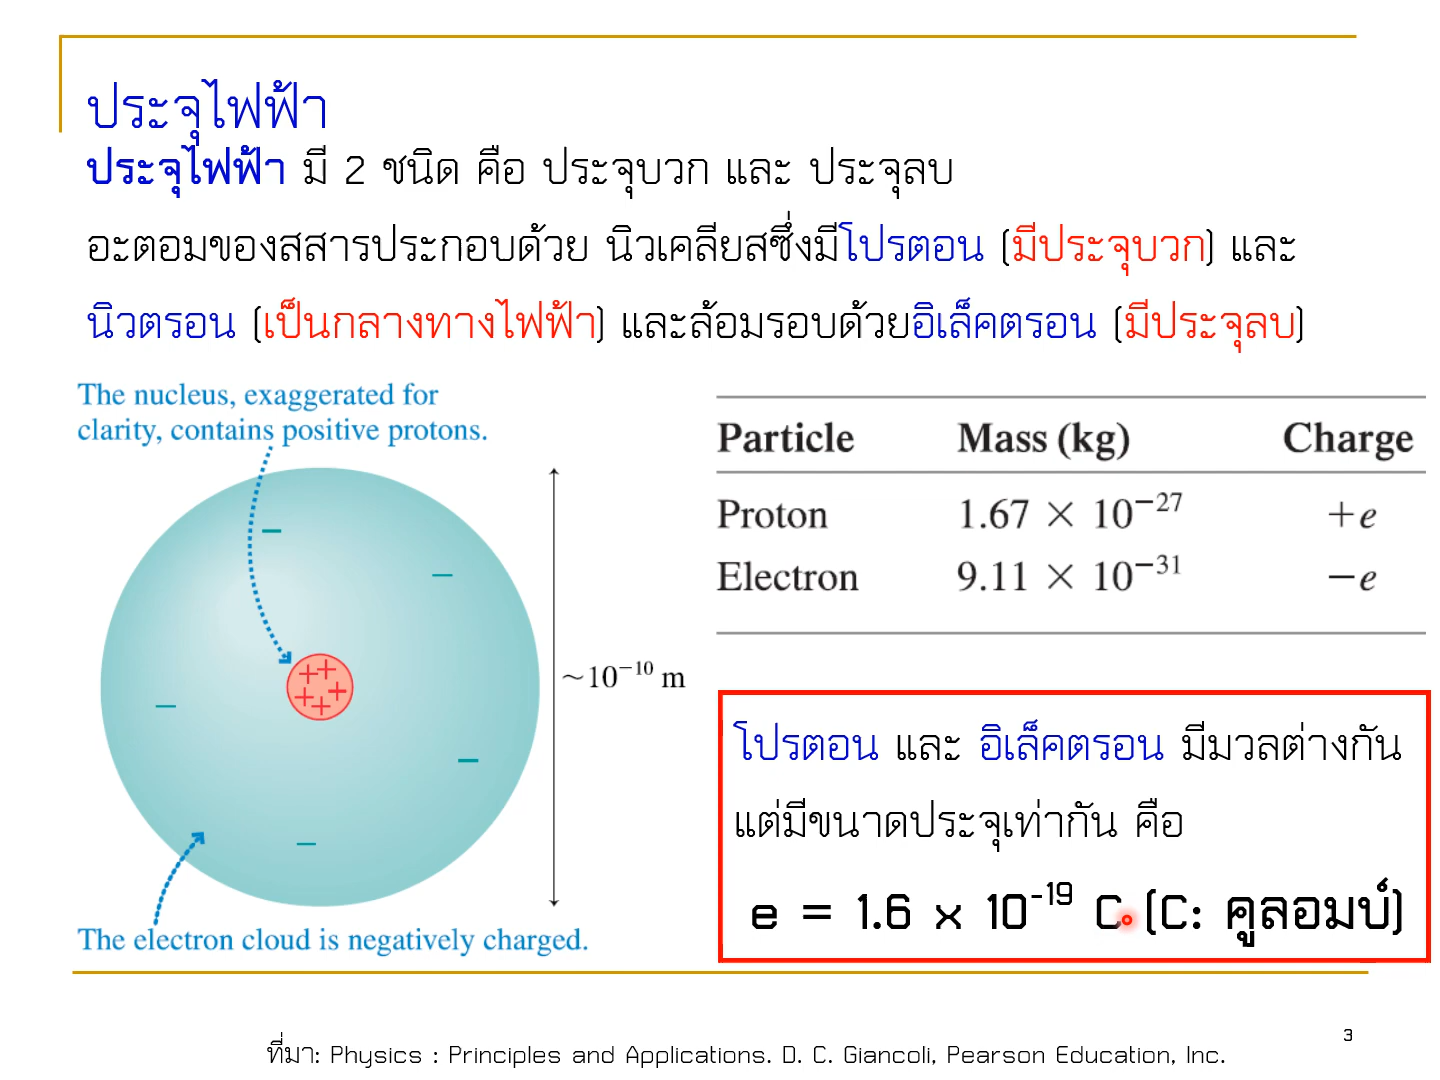 ประจุไฟฟ้า
ประจุไฟฟ้า มี 2 ชนิด คือ ประจุบวก และ ประจุลบ
อะตอมของสสารประกอบด้วย นิวเคลียสซึ่งมีโปรตอน (มีประจุบวก) และ
นิวตรอน (เป็นกลางทางไฟฟ้า) และล้อมรอบด้วยอิเล็คตรอน (มีประจุลบ)
The nucleus, exaggerated for
clarity, contains positive protons.
~10⁻¹⁰ m
The electron cloud is negatively charged.
Particle Mass (kg) Charge
Proton 1.67 × 10⁻²⁷ +e
Electron 9.11 × 10⁻³¹ −e
โปรตอน และ อิเล็คตรอน มีมวลต่างกัน
แต่มีขนาดประจุเท่ากัน คือ
e = 1.6 x 10⁻¹⁹ C (C: คูลอมบ์)
3
ที่มา: Physics : Principles and Applications. D. C. Giancoli, Pearson Education, Inc.